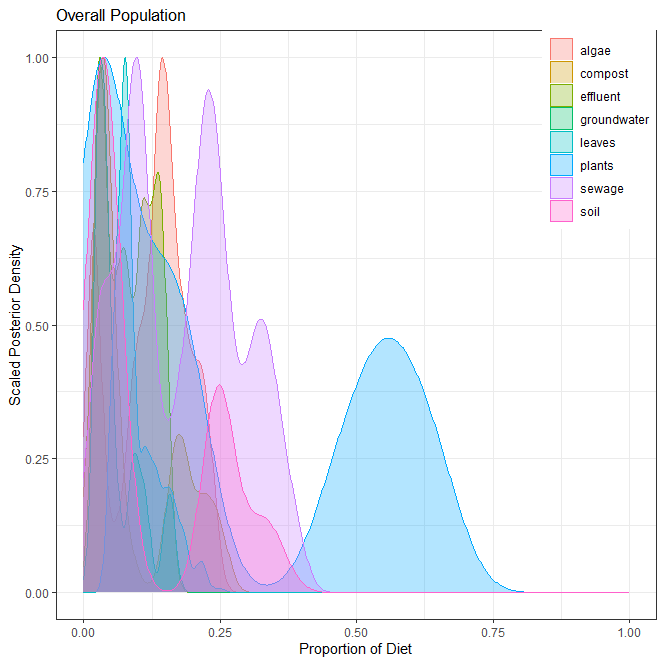 Overall Population
1.00
0.75
0.50
0.25
0.00
Scaled Posterior Density
0.00 0.25 0.50 0.75 1.00
Proportion of Diet
algae
compost
effluent
groundwater
leaves
plants
sewage
soil